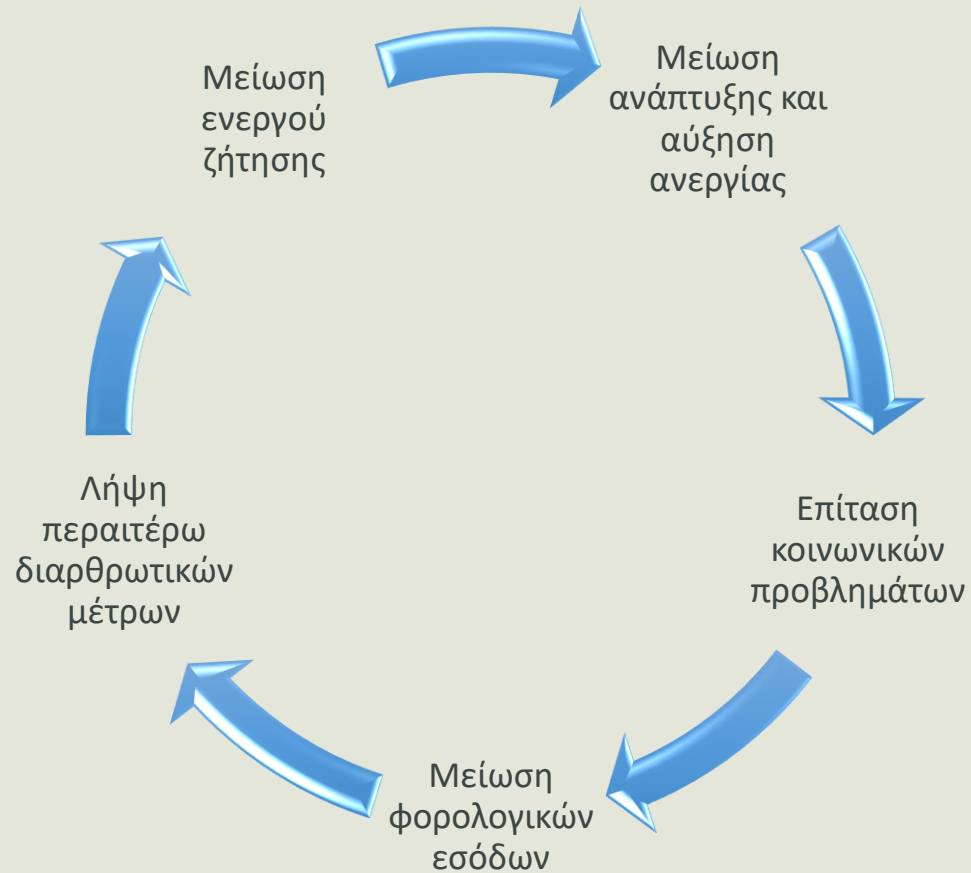 Μείωση
ενεργού
ζήτησης
Μείωση
ανάπτυξης και
αύξηση
ανεργίας
Επίταση
κοινωνικών
προβλημάτων
Μείωση
φορολογικών
εσόδων
Λήψη
περαιτέρω
διαρθρωτικών
μέτρων